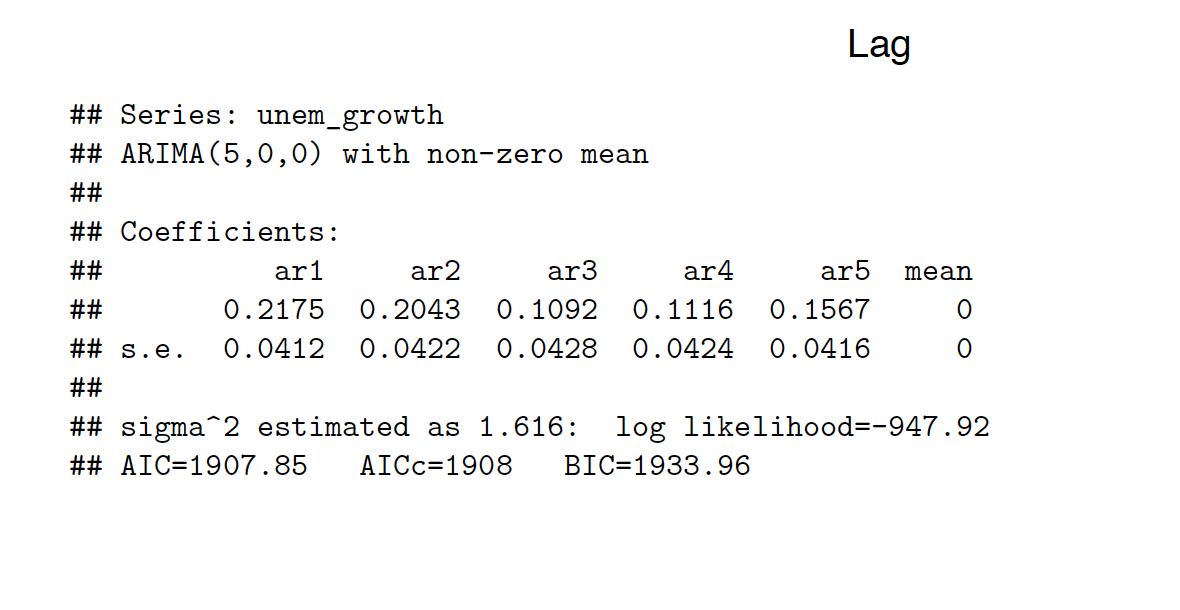 Lag
## Series: unem_growth
## ARIMA(5,0,0) with non-zero mean
##
## Coefficients:
##          ar1     ar2     ar3     ar4     ar5  mean
##       0.2175  0.2043  0.1092  0.1116  0.1567     0
## s.e.  0.0412  0.0422  0.0428  0.0424  0.0416     0
##
## sigma^2 estimated as 1.616:  log likelihood=-947.92
## AIC=1907.85   AICc=1908   BIC=1933.96